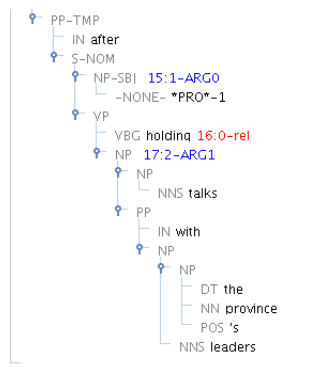 PP-TMP
IN after
S-NOM
NP-SBJ 15:1-ARG0
-NONE- *PRO*-1
VP
VBG holding 16:0-rel
NP 17:2-ARG1
NP
NNS talks
PP
IN with
NP
NP
DT the
NN province
POS 's
NNS leaders